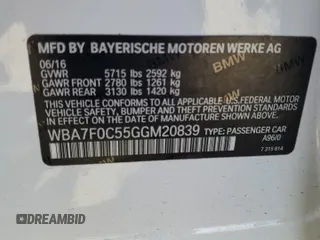 MFD BY BAYERISCHE MOTOREN WERKE AG
06/16
GVWR 5715 lbs 2592 kg
GAWR FRONT 2780 lbs 1261 kg
GAWR REAR 3130 lbs 1420 kg
THIS VEHICLE CONFORMS TO ALL APPLICABLE U.S.FEDERAL
MOTOR VEHICLE SAFETY, BUMPER, AND THEFT PREVENTION
STANDARDS IN EFFECT ON THE DATE OF MANUFACTURE SHOWN ABOVE.
WBA7F0C55GGM20839 TYPE: PASSENGER CAR
A96/0
7 215 614
BMW
BMW
© DREAMBID